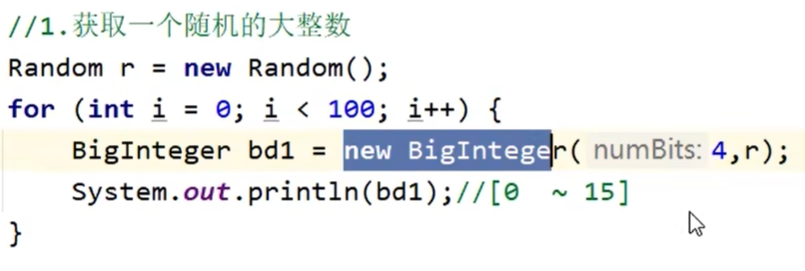 //1.获取一个随机的大整数
Random r = new Random();
for (int i = 0; i < 100; i++) {
BigInteger bd1 = new BigInteger( numBits: 4,r);
System.out.println(bd1);//[0  ~ 15]
}